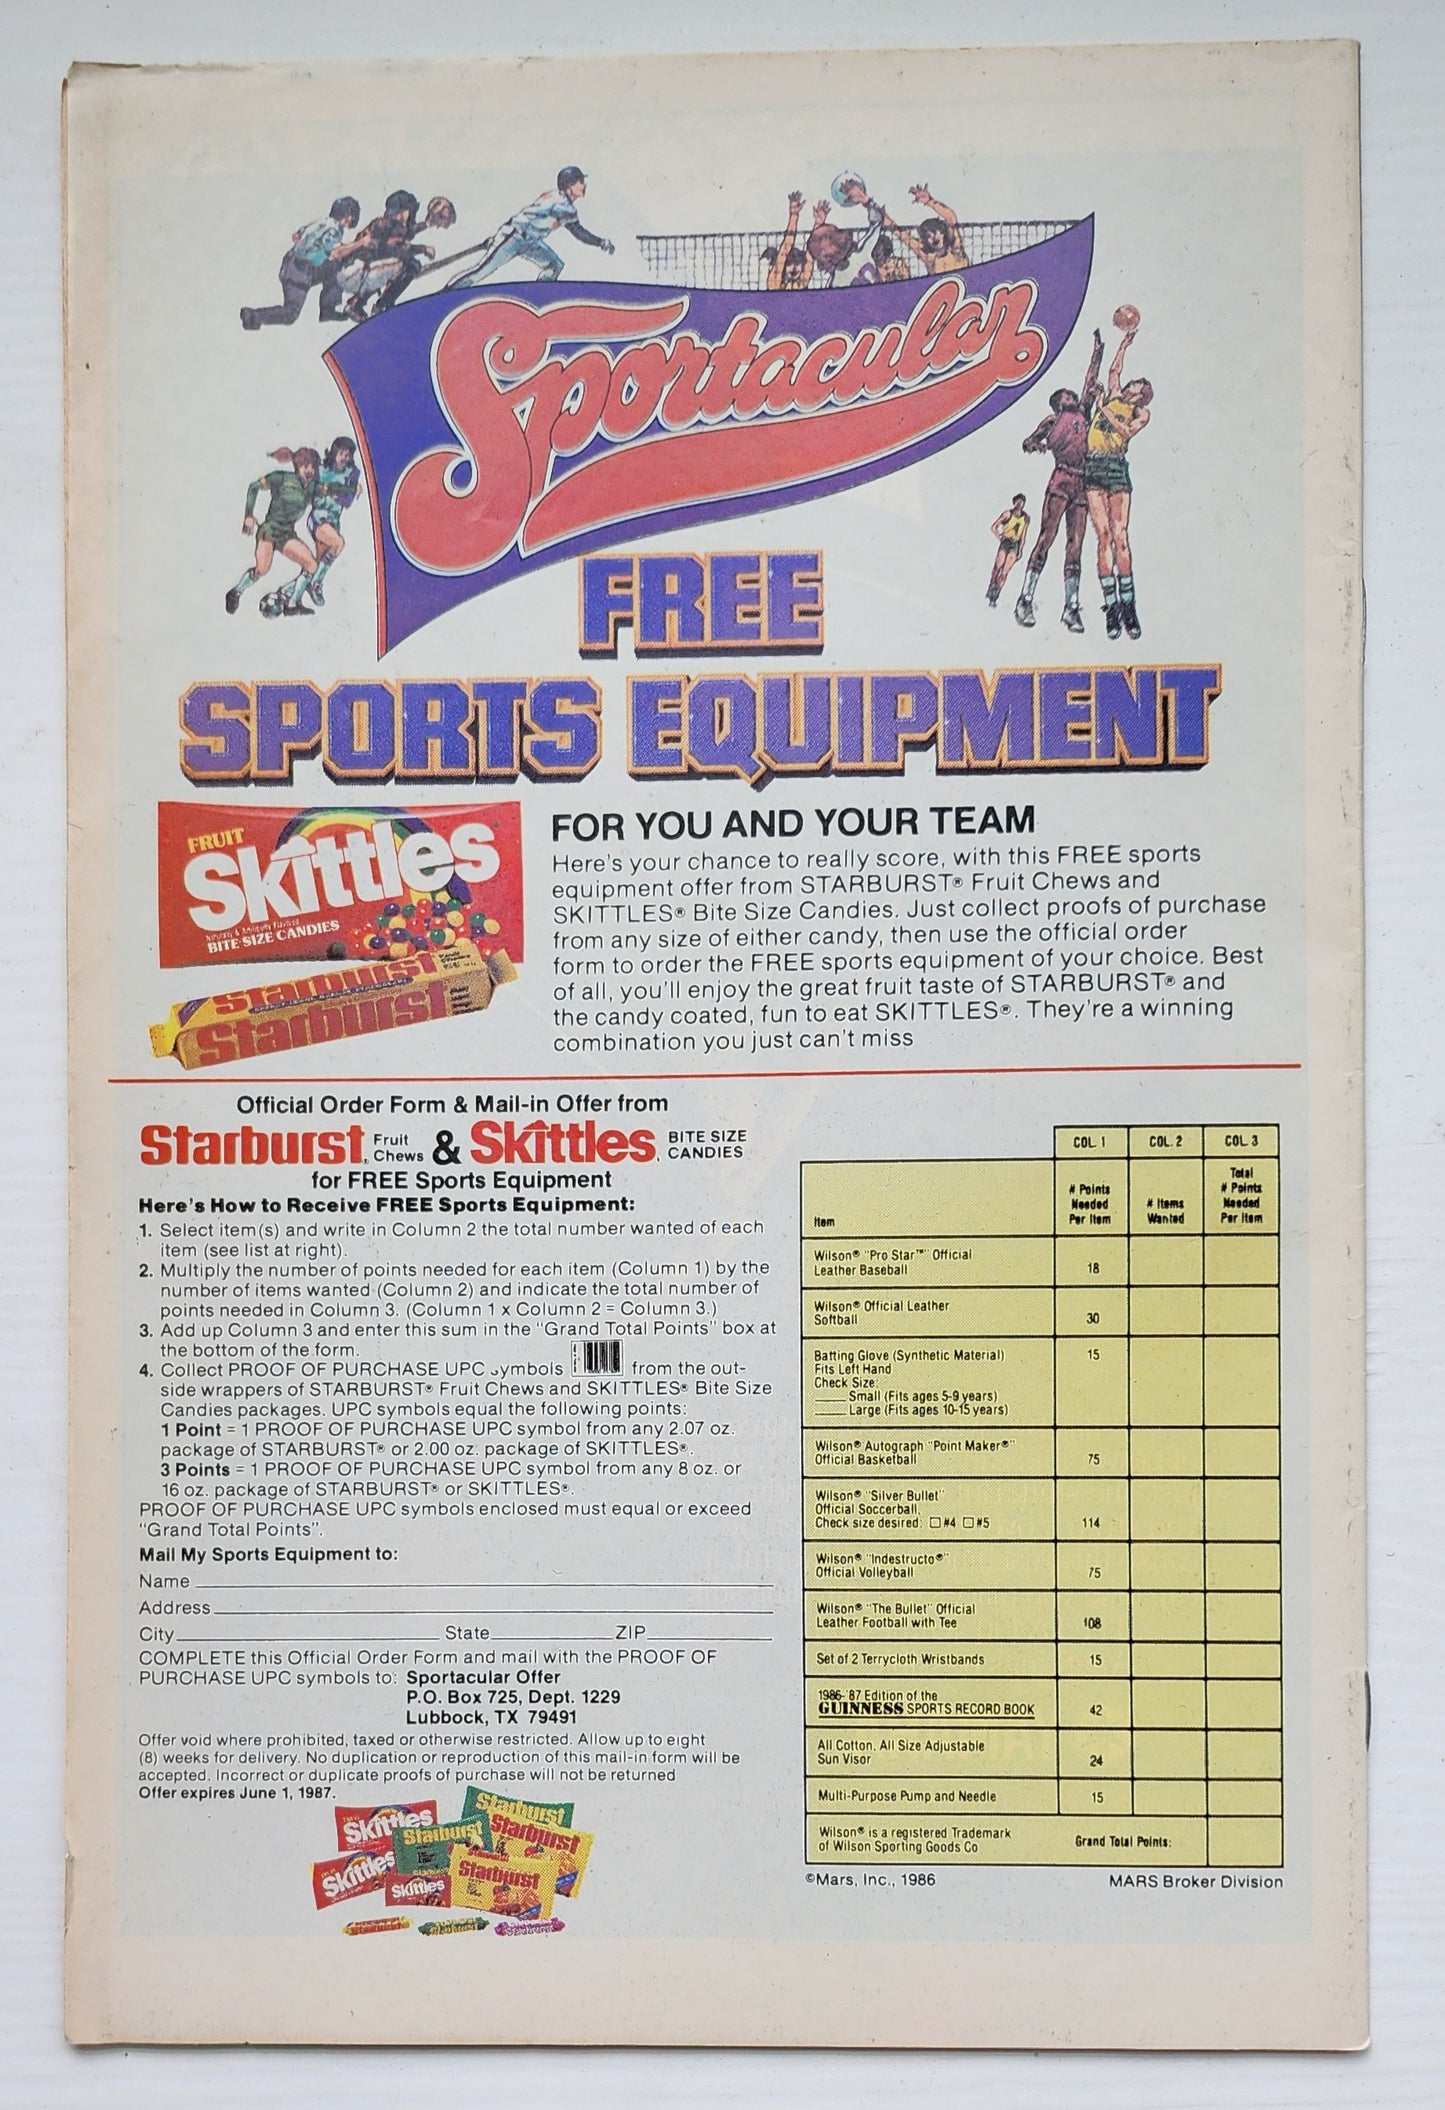 Sportacular
FREE
SPORTS EQUIPMENT
FRUIT
Skittles
BITE SIZE CANDIES
Starburst
Starburst
FOR YOU AND YOUR TEAM
Here's your chance to really score, with this FREE sports
equipment offer from STARBURST® Fruit Chews and
SKITTLES® Bite Size Candies. Just collect proofs of purchase
from any size of either candy, then use the official order
form to order the FREE sports equipment of your choice. Best
of all, you'll enjoy the great fruit taste of STARBURST® and
the candy coated, fun to eat SKITTLES®. They're a winning
combination you just can't miss
Official Order Form & Mail-in Offer from
Starburst Fruit Chews & Skittles BITE SIZE CANDIES
for FREE Sports Equipment
Here's How to Receive FREE Sports Equipment:
1. Select item(s) and write in Column 2 the total number wanted of each
item (see list at right).
2. Multiply the number of points needed for each item (Column 1) by the
number of items wanted (Column 2) and indicate the total number of
points needed in Column 3. (Column 1 x Column 2 = Column 3.)
3. Add up Column 3 and enter this sum in the "Grand Total Points" box at
the bottom of the form.
4. Collect PROOF OF PURCHASE UPC symbols from the out-
side wrappers of STARBURST® Fruit Chews and SKITTLES® Bite Size
Candies packages. UPC symbols equal the following points:
1 Point = 1 PROOF OF PURCHASE UPC symbol from any 2.07 oz.
package of STARBURST® or 2.00 oz. package of SKITTLES®.
3 Points = 1 PROOF OF PURCHASE UPC symbol from any 8 oz. or
16 oz. package of STARBURST® or SKITTLES®.
PROOF OF PURCHASE UPC symbols enclosed must equal or exceed
"Grand Total Points".
Mail My Sports Equipment to:
Name
Address
City State ZIP
COMPLETE this Official Order Form and mail with the PROOF OF
PURCHASE UPC symbols to: Sportacular Offer
P.O. Box 725, Dept. 1229
Lubbock, TX 79491
Offer void where prohibited, taxed or otherwise restricted. Allow up to eight
(8) weeks for delivery. No duplication or reproduction of this mail-in form will be
accepted. Incorrect or duplicate proofs of purchase will not be returned
Offer expires June 1, 1987.
Skittles
Starburst
Starburst
Starburst
Skittles
Skittles
Starburst
Starburst
COL. 1 COL. 2 COL. 3
Item # Points Needed Per Item # Items Wanted Total # Points Needed Per Item
Wilson® "Pro Star™" Official
Leather Baseball 18
Wilson® Official Leather
Softball 30
Batting Glove (Synthetic Material) 15
Fits Left Hand
Check Size:
Small (Fits ages 5-9 years)
Large (Fits ages 10-15 years)
Wilson® Autograph "Point Maker®"
Official Basketball 75
Wilson® "Silver Bullet"
Official Soccerball,
Check size desired: □ #4 □ #5 114
Wilson® "Indestructo®"
Official Volleyball 75
Wilson® "The Bullet" Official
Leather Football with Tee 108
Set of 2 Terrycloth Wristbands 15
1986-'87 Edition of the
GUINNESS SPORTS RECORD BOOK 42
All Cotton, All Size Adjustable
Sun Visor 24
Multi-Purpose Pump and Needle 15
Wilson® is a registered Trademark
of Wilson Sporting Goods Co Grand Total Points:
©Mars, Inc., 1986 MARS Broker Division